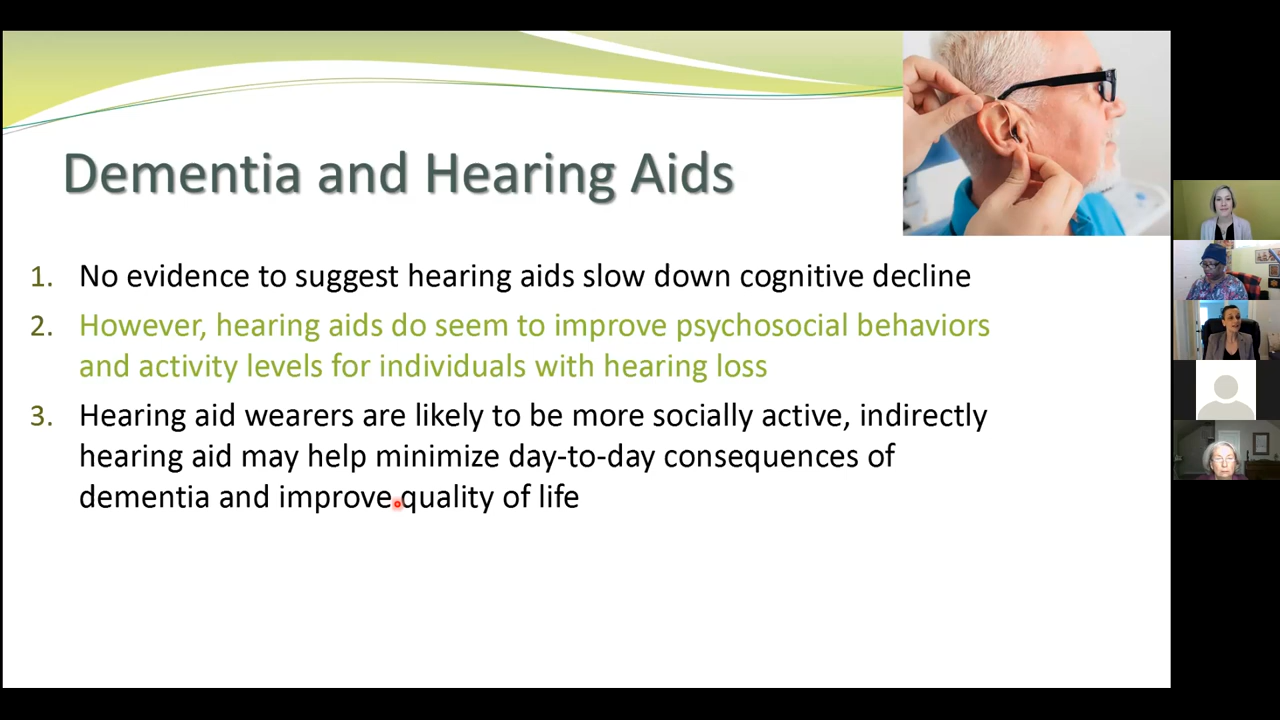 Dementia and Hearing Aids
1. No evidence to suggest hearing aids slow down cognitive decline
2. However, hearing aids do seem to improve psychosocial behaviors
and activity levels for individuals with hearing loss
3. Hearing aid wearers are likely to be more socially active, indirectly
hearing aid may help minimize day-to-day consequences of
dementia and improve quality of life